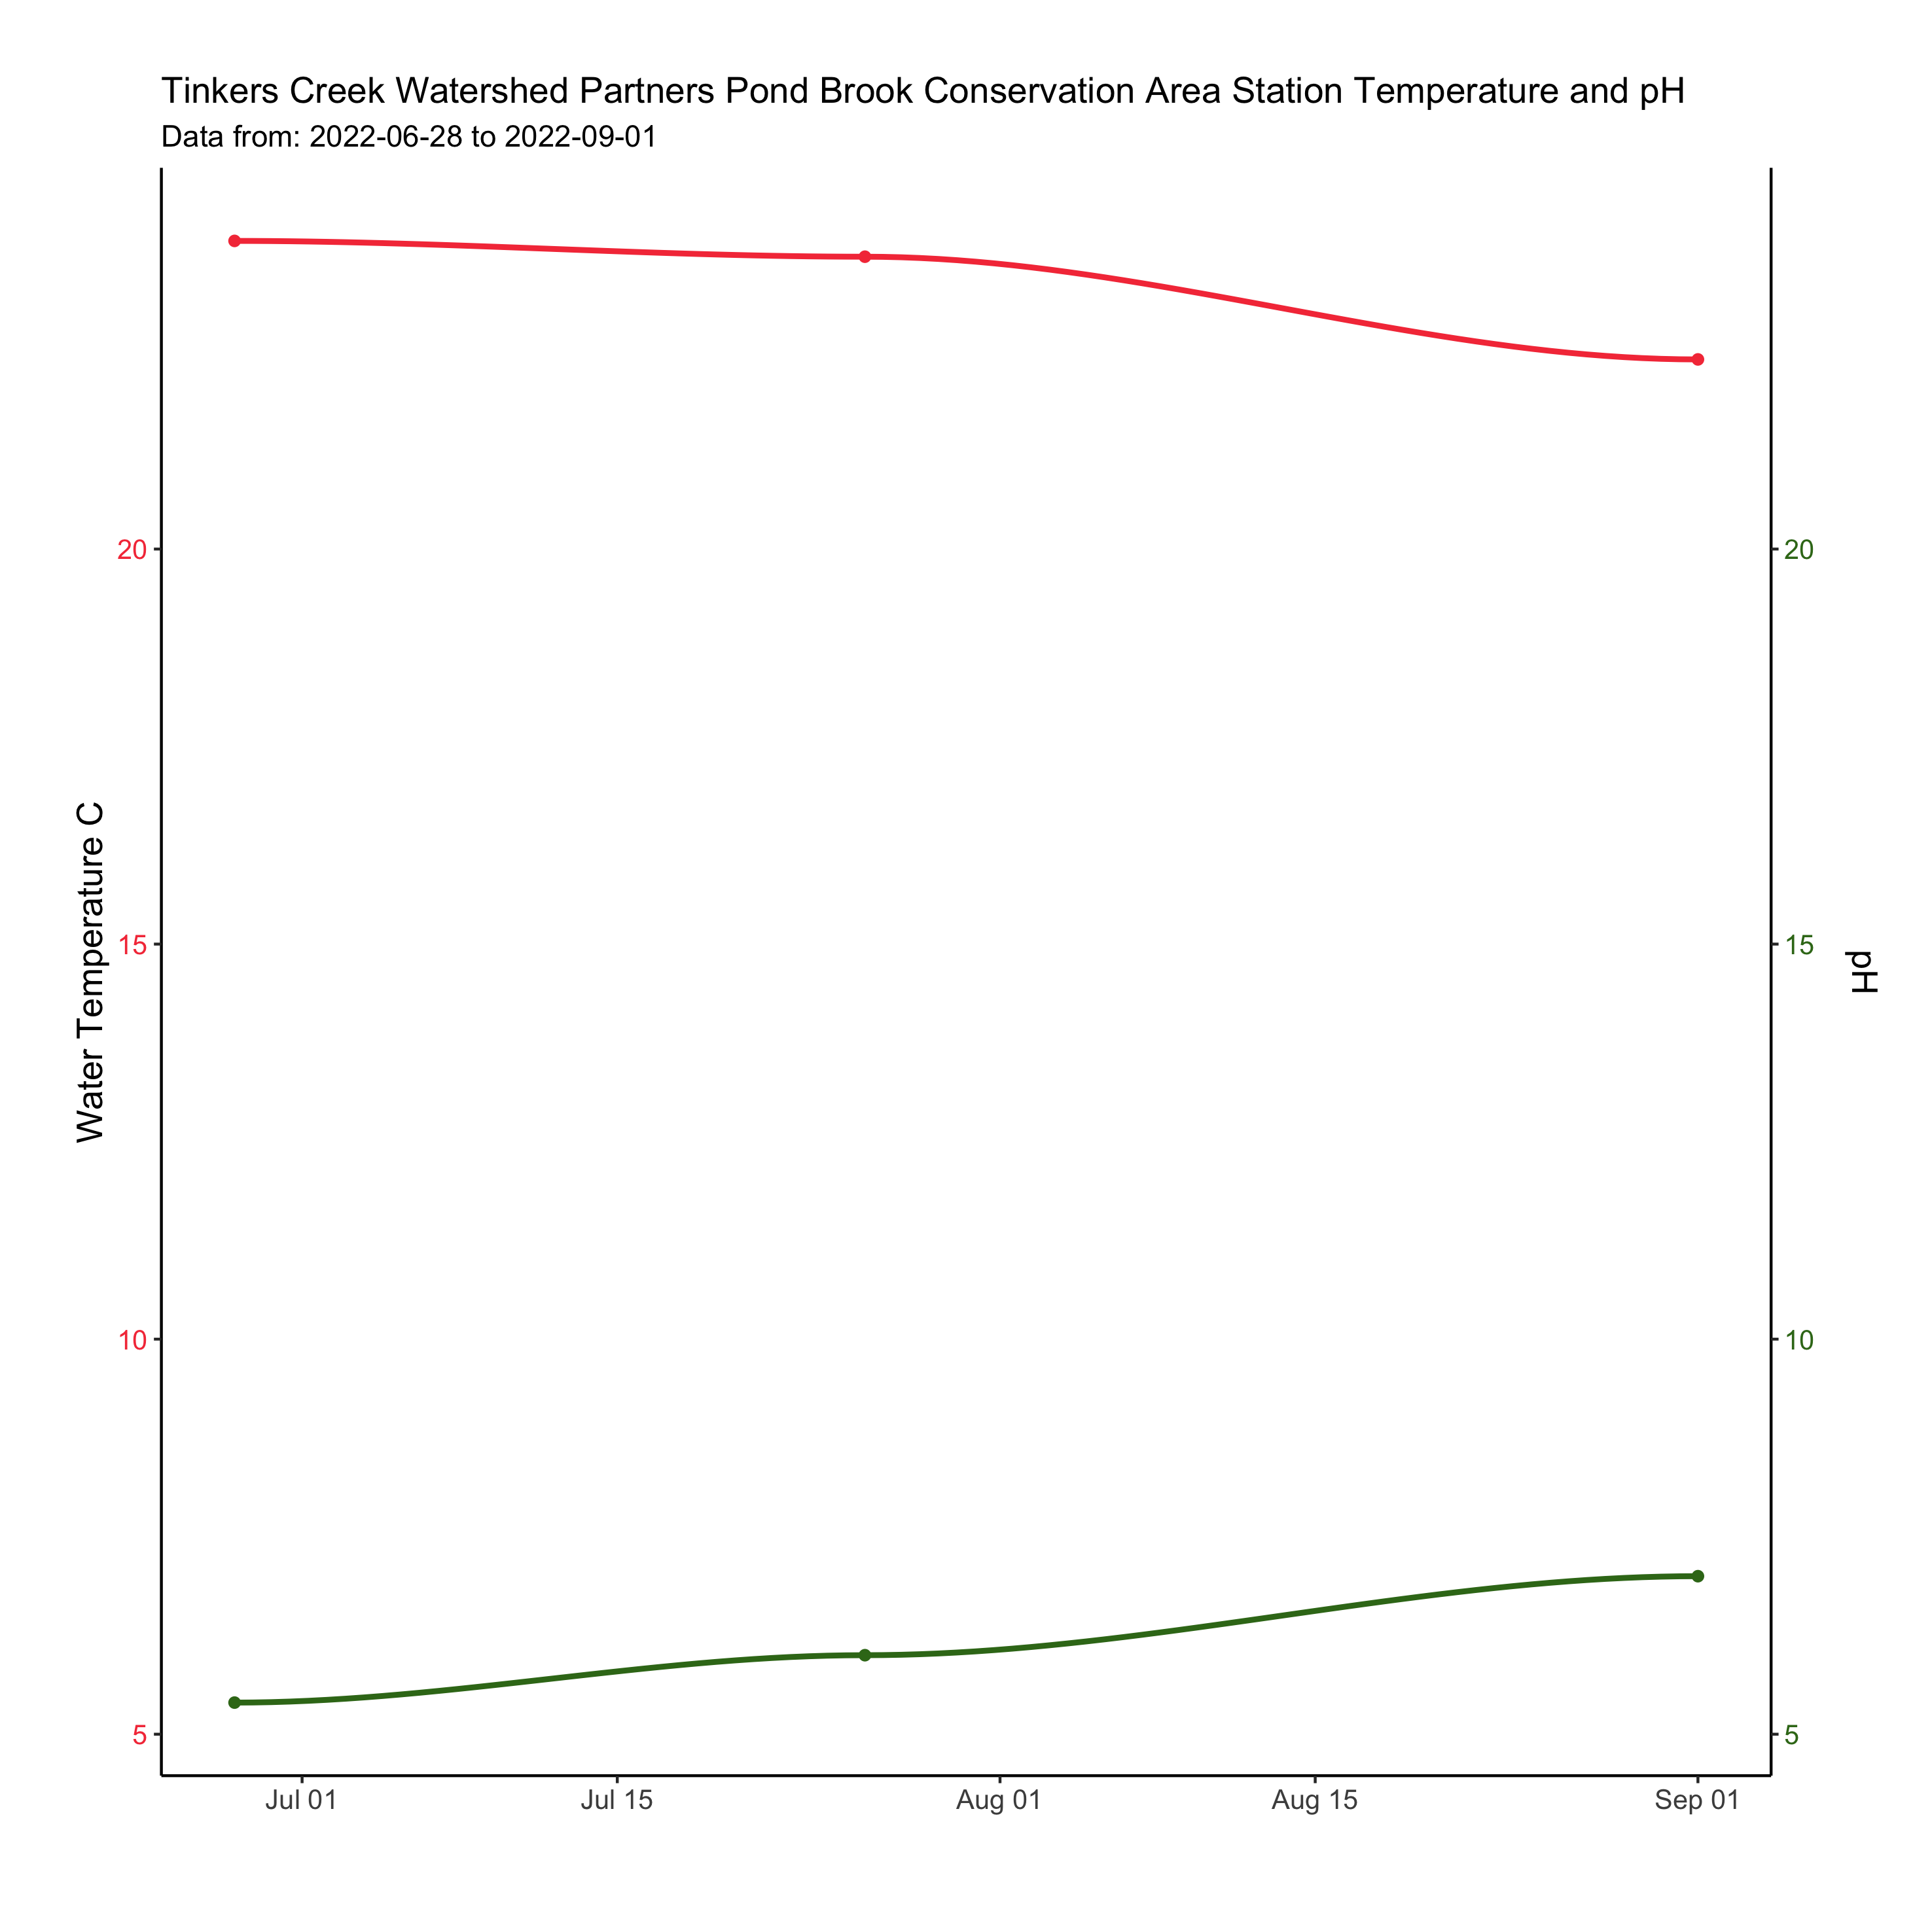 Tinkers Creek Watershed Partners Pond Brook Conservation Area Station Temperature and pH
Data from: 2022-06-28 to 2022-09-01
Water Temperature C
20
15
10
5
20
15
10
5
pH
Jul 01
Jul 15
Aug 01
Aug 15
Sep 01